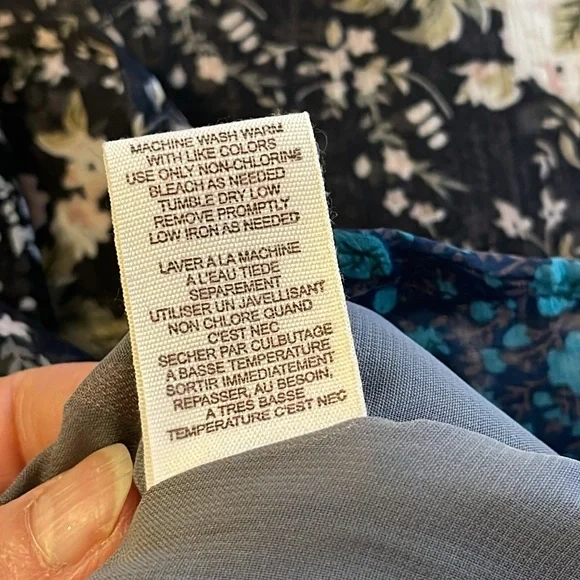 MACHINE WASH WARM
WITH LIKE COLORS
USE ONLY NON-CHLORINE
BLEACH AS NEEDED
TUMBLE DRY LOW
REMOVE PROMPTLY
LOW IRON AS NEEDED
LAVER A LA MACHINE
A L'EAU TIEDE
SEPAREMENT
UTILISER UN JAVELLISANT
NON CHLORE QUAND
C'EST NEC
SECHER PAR CULBUTAGE
A BASSE TEMPERATURE
SORTIR IMMEDIATEMENT
REPASSER, AU BESOIN,
A TRES BASSE
TEMPERATURE C'EST NEC